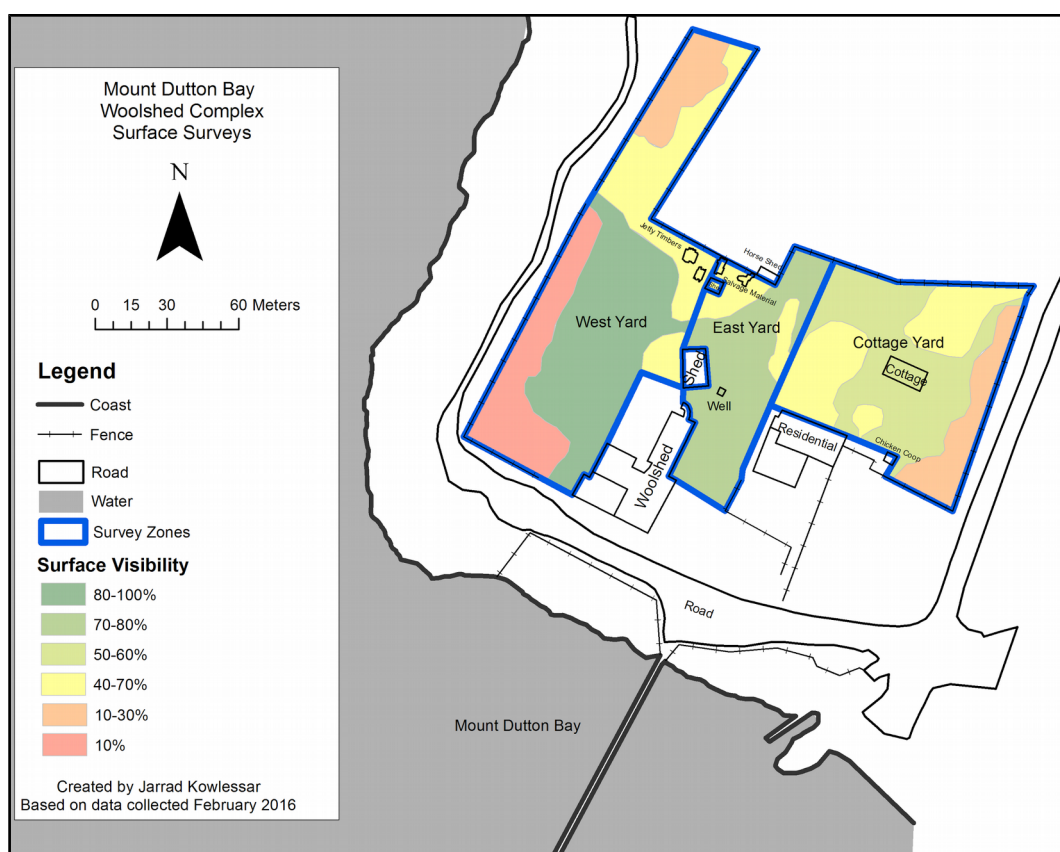 Mount Dutton Bay
Woolshed Complex
Surface Surveys
N
0 15 30 60 Meters
Legend
Coast
Fence
Road
Water
Survey Zones
Surface Visibility
80-100%
70-80%
50-60%
40-70%
10-30%
10%
Created by Jarrad Kowlessar
Based on data collected February 2016
Jetty Timbers
Horse Shed
Salvage Material
West Yard
East Yard
Cottage Yard
Shed
Cottage
Well
Residential
Chicken Coop
Woolshed
Road
Mount Dutton Bay